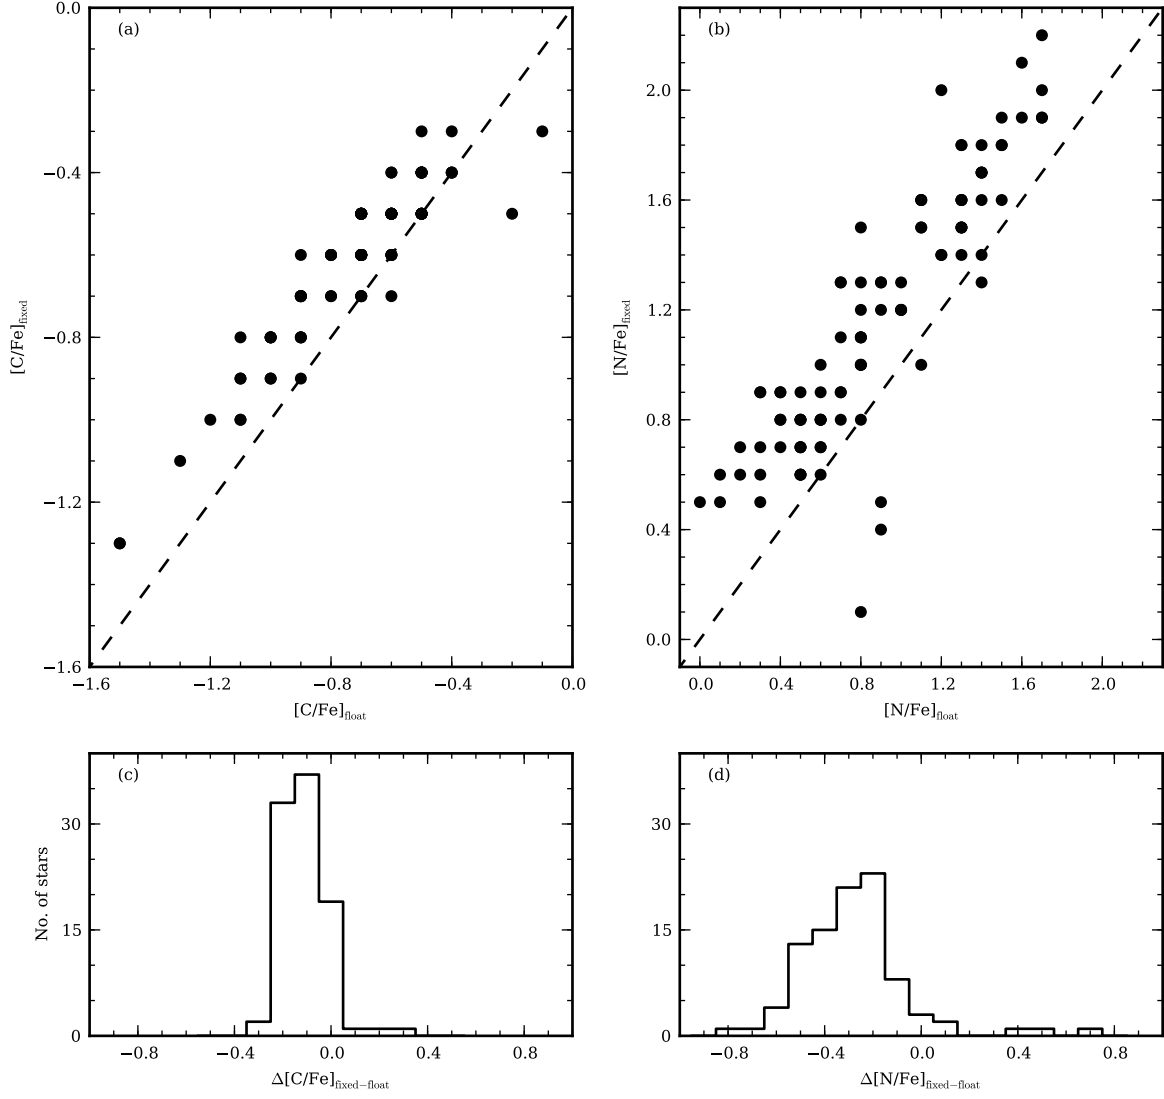 (a)
0.0
−0.4
−0.8
−1.2
−1.6
[C/Fe]fixed
−1.6 −1.2 −0.8 −0.4 0.0
[C/Fe]float
(b)
2.0
1.6
1.2
0.8
0.4
0.0
[N/Fe]fixed
0.0 0.4 0.8 1.2 1.6 2.0
[N/Fe]float
(c)
30
15
0
No. of stars
−0.8 −0.4 0.0 0.4 0.8
Δ[C/Fe]fixed−float
(d)
30
15
0
−0.8 −0.4 0.0 0.4 0.8
Δ[N/Fe]fixed−float